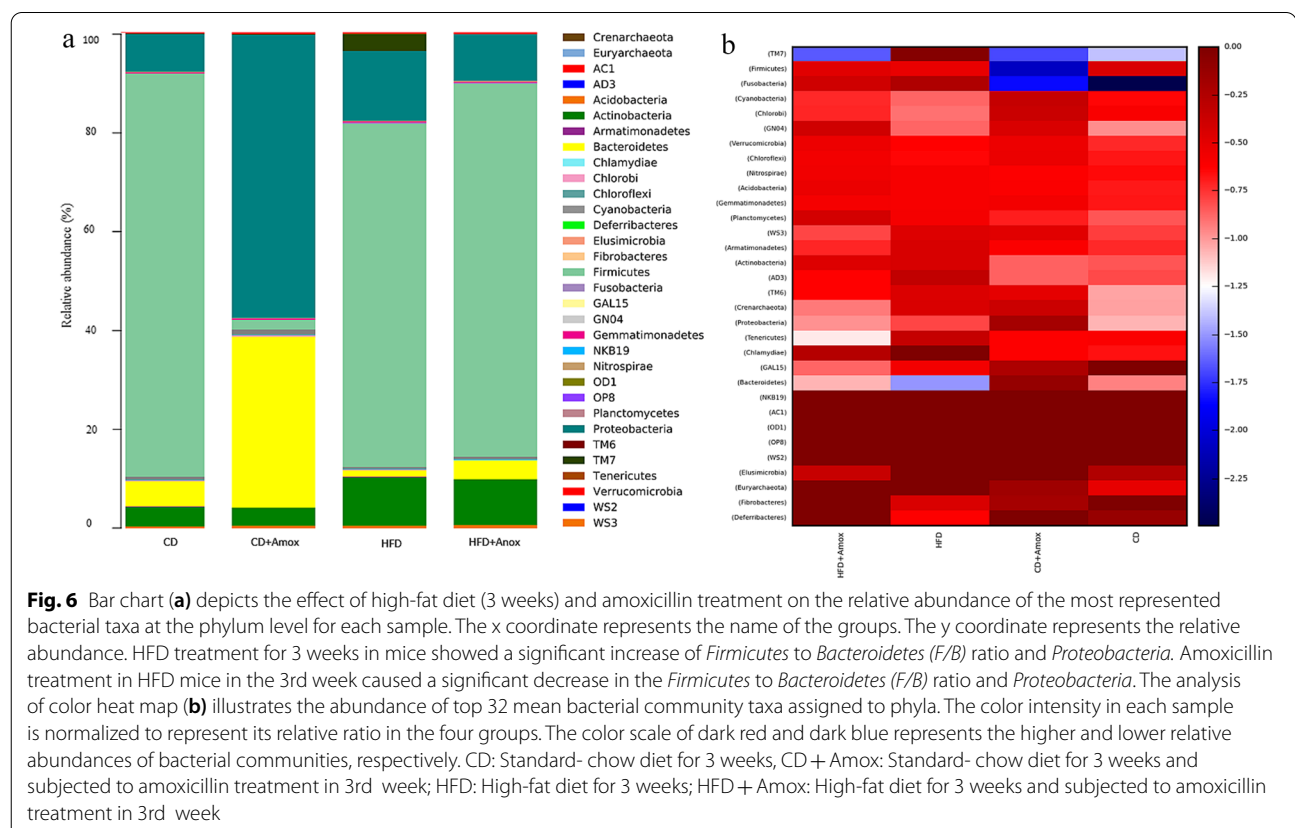 a
100
80
60
40
20
0
Relative abundance (%)
CD
CD+Amox
HFD
HFD+Anox
Crenarchaeota
Euryarchaeota
AC1
AD3
Acidobacteria
Actinobacteria
Armatimonadetes
Bacteroidetes
Chlamydiae
Chlorobi
Chloroflexi
Cyanobacteria
Deferribacteres
Elusimicrobia
Fibrobacteres
Firmicutes
Fusobacteria
GAL15
GN04
Gemmatimonadetes
NKB19
Nitrospirae
OD1
OP8
Planctomycetes
Proteobacteria
TM6
TM7
Tenericutes
Verrucomicrobia
WS2
WS3
b
(TM7)
(Firmicutes)
(Fusobacteria)
(Cyanobacteria)
(Chlorobi)
(GN04)
(Verrucomicrobia)
(Chloroflexi)
(Nitrospirae)
(Acidobacteria)
(Gemmatimonadetes)
(Planctomycetes)
(WS3)
(Armatimonadetes)
(Actinobacteria)
(AD3)
(TM6)
(Crenarchaeota)
(Proteobacteria)
(Tenericutes)
(Chlamydiae)
(GAL15)
(Bacteroidetes)
(NKB19)
(AC1)
(OD1)
(OP8)
(WS2)
(Elusimicrobia)
(Euryarchaeota)
(Fibrobacteres)
(Deferribacteres)
HFD+Amox
HFD
CD+Amox
CD
0.00
−0.25
−0.50
−0.75
−1.00
−1.25
−1.50
−1.75
−2.00
−2.25
Fig. 6 Bar chart (a) depicts the effect of high-fat diet (3 weeks) and amoxicillin treatment on the relative abundance of the most represented
bacterial taxa at the phylum level for each sample. The x coordinate represents the name of the groups. The y coordinate represents the relative
abundance. HFD treatment for 3 weeks in mice showed a significant increase of Firmicutes to Bacteroidetes (F/B) ratio and Proteobacteria. Amoxicillin
treatment in HFD mice in the 3rd week caused a significant decrease in the Firmicutes to Bacteroidetes (F/B) ratio and Proteobacteria. The analysis
of color heat map (b) illustrates the abundance of top 32 mean bacterial community taxa assigned to phyla. The color intensity in each sample
is normalized to represent its relative ratio in the four groups. The color scale of dark red and dark blue represents the higher and lower relative
abundances of bacterial communities, respectively. CD: Standard- chow diet for 3 weeks, CD + Amox: Standard- chow diet for 3 weeks and
subjected to amoxicillin treatment in 3rd week; HFD: High-fat diet for 3 weeks; HFD + Amox: High-fat diet for 3 weeks and subjected to amoxicillin
treatment in 3rd week